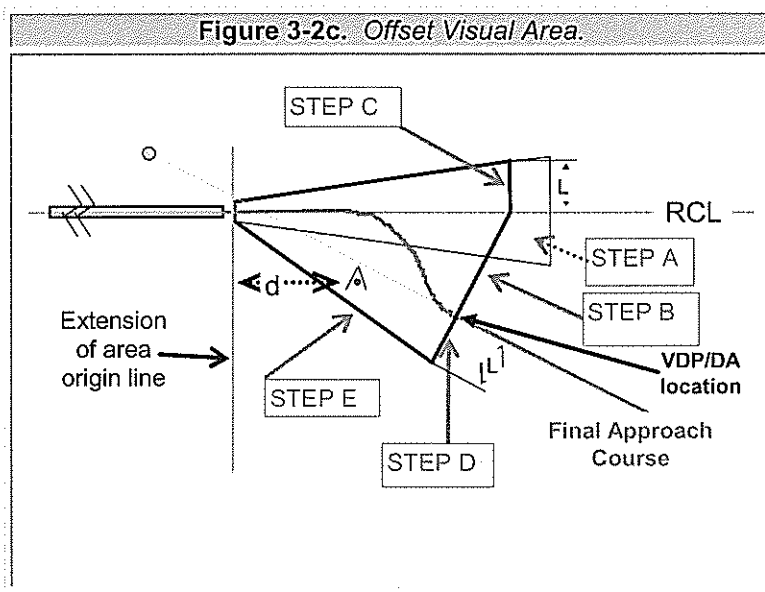 Figure 3-2c. Offset Visual Area.
STEP C
L
RCL
STEP A
d
STEP B
Extension
of area
origin line
VDP/DA
location
STEP E
L
Final Approach
Course
STEP D